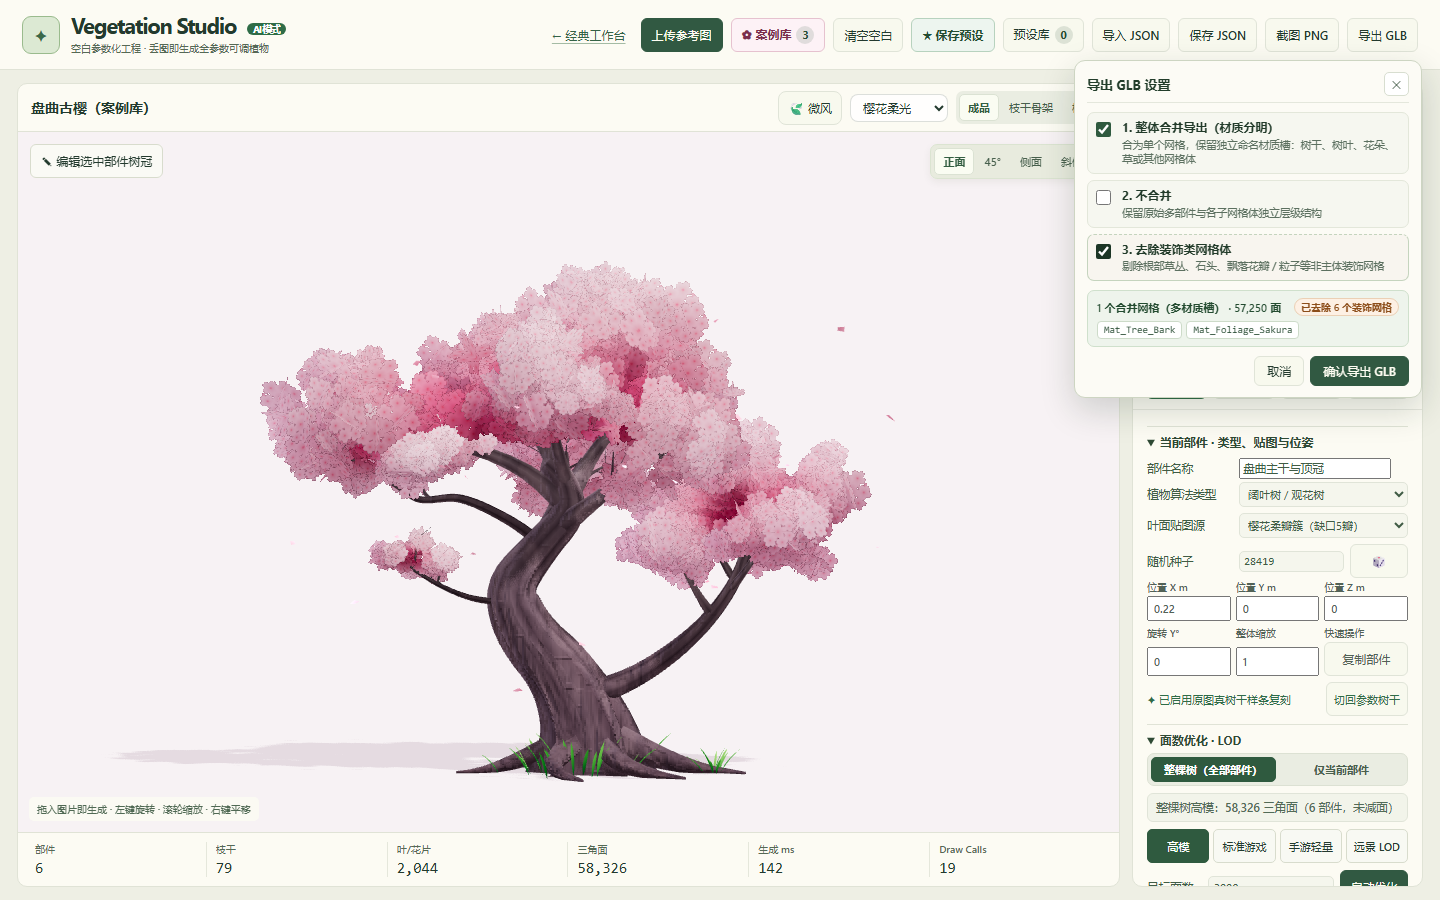 Vegetation Studio AI模式
空白参数化工程 · 丢图即生成全参数可调植物
← 经典工作台
上传参考图
✿ 案例库 3
清空空白
★ 保存预设
预设库 0
导入 JSON
保存 JSON
截图 PNG
导出 GLB
盘曲古樱（案例库）
微风
樱花柔光
成品
枝干骨架
编辑选中部件树冠
正面
45°
侧面
导出 GLB 设置
1. 整体合并导出（材质分明）
合为单个网格，保留独立命名材质槽：树干、树叶、花朵、
草或其他网格体
2. 不合并
保留原始多部件与各子网格体独立层级结构
3. 去除装饰类网格体
剔除根部草丛、石头、飘落花瓣 / 粒子等非主体装饰网格
1 个合并网格（多材质槽） · 57,250 面
已去除 6 个装饰网格
Mat_Tree_Bark
Mat_Foliage_Sakura
取消
确认导出 GLB
▼ 当前部件 · 类型、贴图与位姿
部件名称
盘曲主干与顶冠
植物算法类型
阔叶树 / 观花树
叶面贴图源
樱花柔瓣簇（缺口5瓣）
随机种子
28419
位置 X m
位置 Y m
位置 Z m
0.22
0
0
旋转 Y°
整体缩放
快速操作
0
1
复制部件
✦ 已启用原图真树干样条复刻
切回参数树干
▼ 面数优化 · LOD
整棵树（全部部件）
仅当前部件
整棵树高模：58,326 三角面（6 部件，未减面）
高模
标准游戏
手游轻量
远景 LOD
拖入图片即生成 · 左键旋转 · 滚轮缩放 · 右键平移
部件
6
枝干
79
叶/花片
2,044
三角面
58,326
生成 ms
142
Draw Calls
19